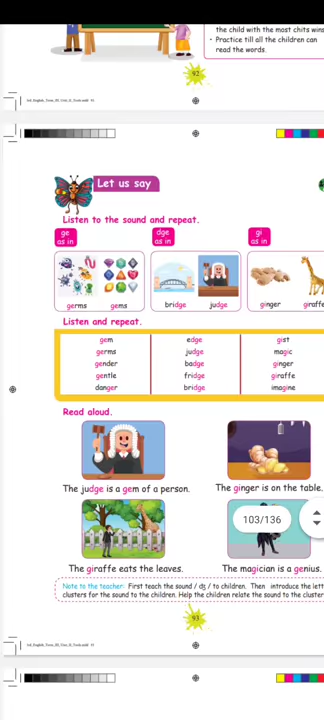 the child with the most chits wins
• Practice till all the children can
read the words.
92
Let us say
Listen to the sound and repeat.
ge
as in
dge
as in
gi
as in
germs gems bridge judge ginger giraffe
Listen and repeat.
gem edge gist
germs judge magic
gender badge ginger
gentle fridge giraffe
danger bridge imagine
Read aloud.
The judge is a gem of a person. The ginger is on the table.
103/136
The giraffe eats the leaves. The magician is a genius.
Note to the teacher: First teach the sound / dʒ / to children. Then introduce the lett
clusters for the sound to the children. Help the children relate the sound to the cluster
93